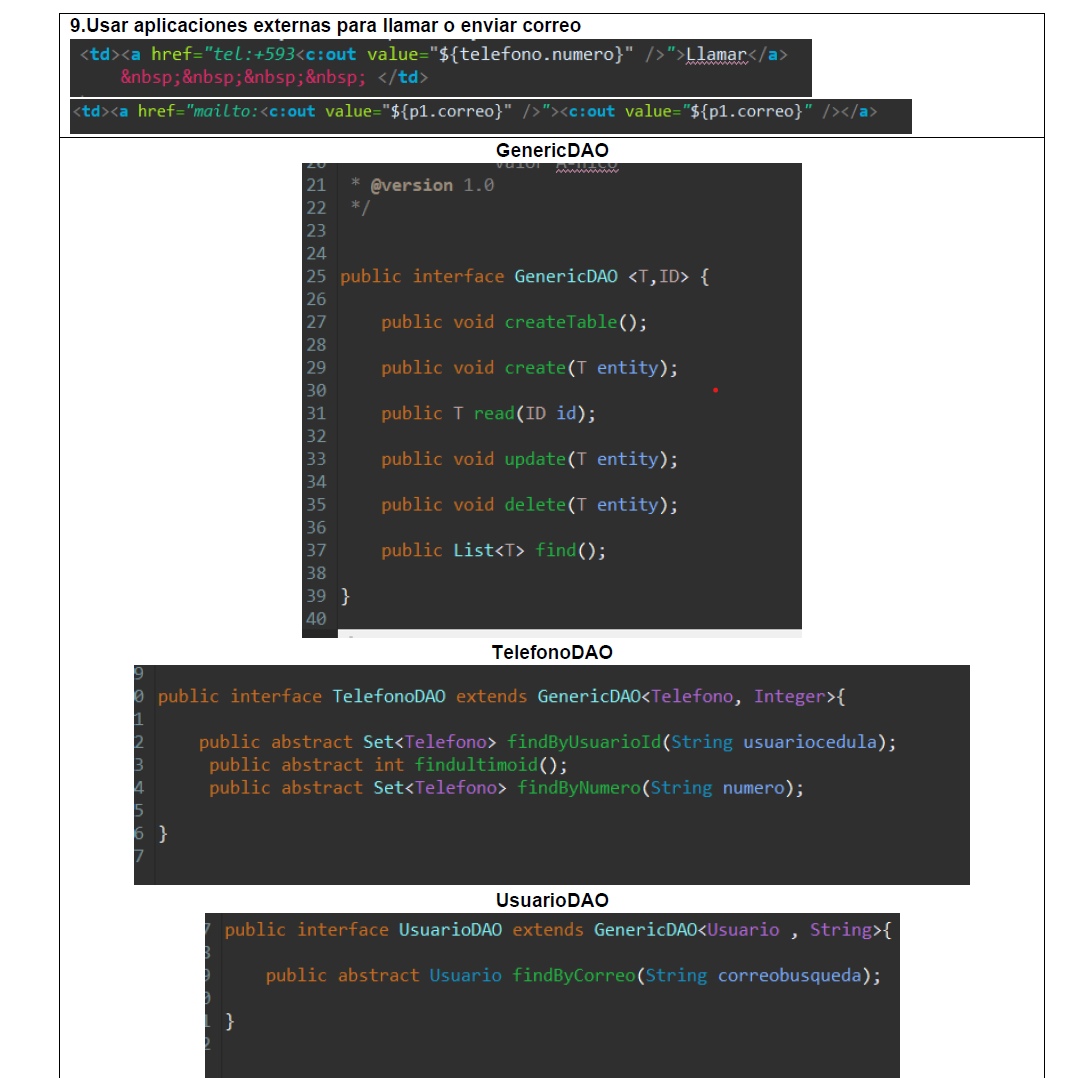 9.Usar aplicaciones externas para llamar o enviar correo
<td><a href="tel:+593<c:out value="${telefono.numero}" />">Llamar</a>
&nbsp;&nbsp;&nbsp;&nbsp; </td>
<td><a href="mailto:<c:out value="${p1.correo}" />"><c:out value="${p1.correo}" /></a>
GenericDAO
20
21 * @version 1.0
22 */
23
24
25 public interface GenericDAO <T,ID> {
26
27 public void createTable();
28
29 public void create(T entity);
30
31 public T read(ID id);
32
33 public void update(T entity);
34
35 public void delete(T entity);
36
37 public List<T> find();
38
39 }
40
TelefonoDAO
9
0 public interface TelefonoDAO extends GenericDAO<Telefono, Integer>{
1
2 public abstract Set<Telefono> findByUsuarioId(String usuariocedula);
3 public abstract int findultimoid();
4 public abstract Set<Telefono> findByNumero(String numero);
5
6 }
7
UsuarioDAO
7 public interface UsuarioDAO extends GenericDAO<Usuario , String>{
8
9 public abstract Usuario findByCorreo(String correobusqueda);
0
1 }
2